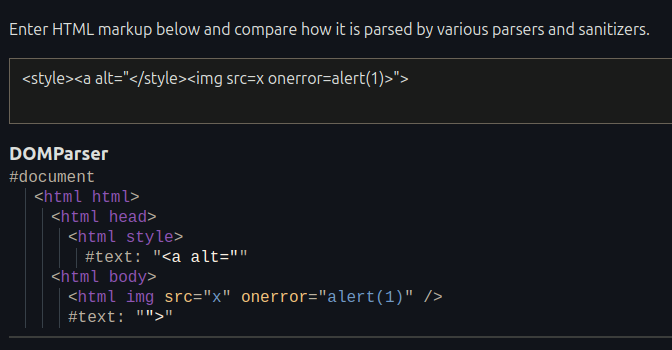 Enter HTML markup below and compare how it is parsed by various parsers and sanitizers.
<style><a alt="</style><img src=x onerror=alert(1)>">
DOMParser
#document
<html html>
<html head>
<html style>
#text: "<a alt=""
<html body>
<html img src="x" onerror="alert(1)" />
#text: "">"